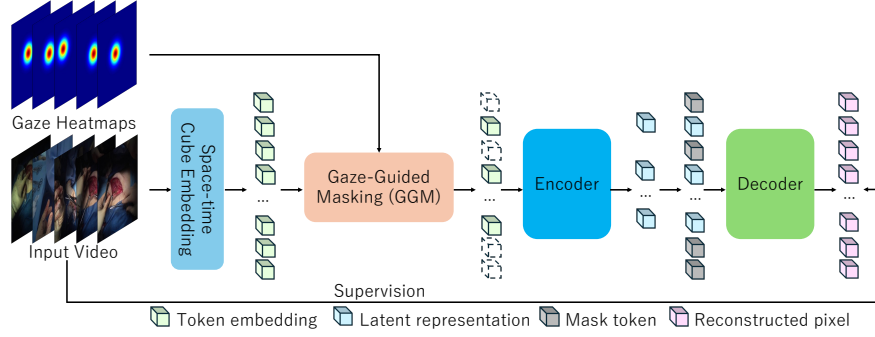 Gaze Heatmaps
Input Video
Space-time
Cube Embedding
...
Gaze-Guided
Masking (GGM)
...
Encoder
...
...
Decoder
...
Supervision
Token embedding
Latent representation
Mask token
Reconstructed pixel